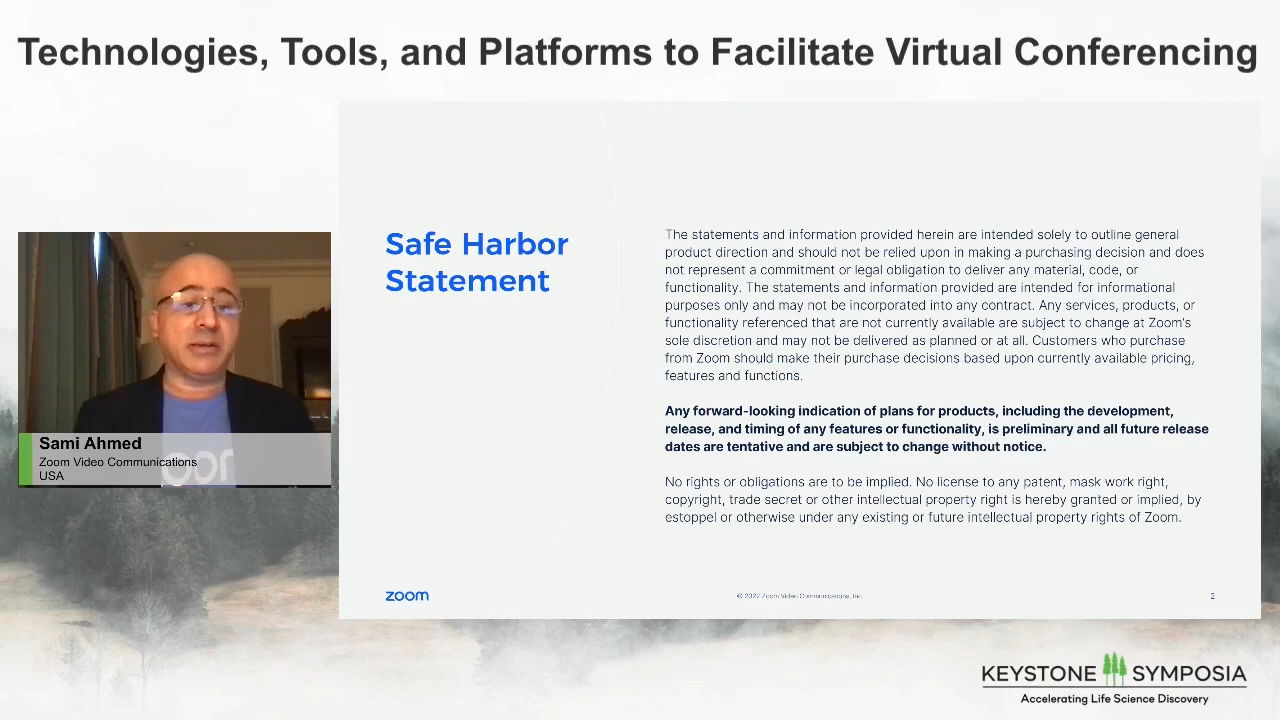 Technologies, Tools, and Platforms to Facilitate Virtual Conferencing
Safe Harbor
Statement
The statements and information provided herein are intended solely to outline general
product direction and should not be relied upon in making a purchasing decision and does
not represent a commitment or legal obligation to deliver any material, code, or
functionality. The statements and information provided are intended for informational
purposes only and may not be incorporated into any contract. Any services, products, or
functionality referenced that are not currently available are subject to change at Zoom's
sole discretion and may not be delivered as planned or at all. Customers who purchase
from Zoom should make their purchase decisions based upon currently available pricing,
features and functions.
Any forward-looking indication of plans for products, including the development,
release, and timing of any features or functionality, is preliminary and all future release
dates are tentative and are subject to change without notice.
No rights or obligations are to be implied. No license to any patent, mask work right,
copyright, trade secret or other intellectual property right is hereby granted or implied, by
estoppel or otherwise under any existing or future intellectual property rights of Zoom.
zoom
© 2022 Zoom Video Communications, Inc.
2
Sami Ahmed
Zoom Video Communications
USA
KEYSTONE SYMPOSIA
Accelerating Life Science Discovery